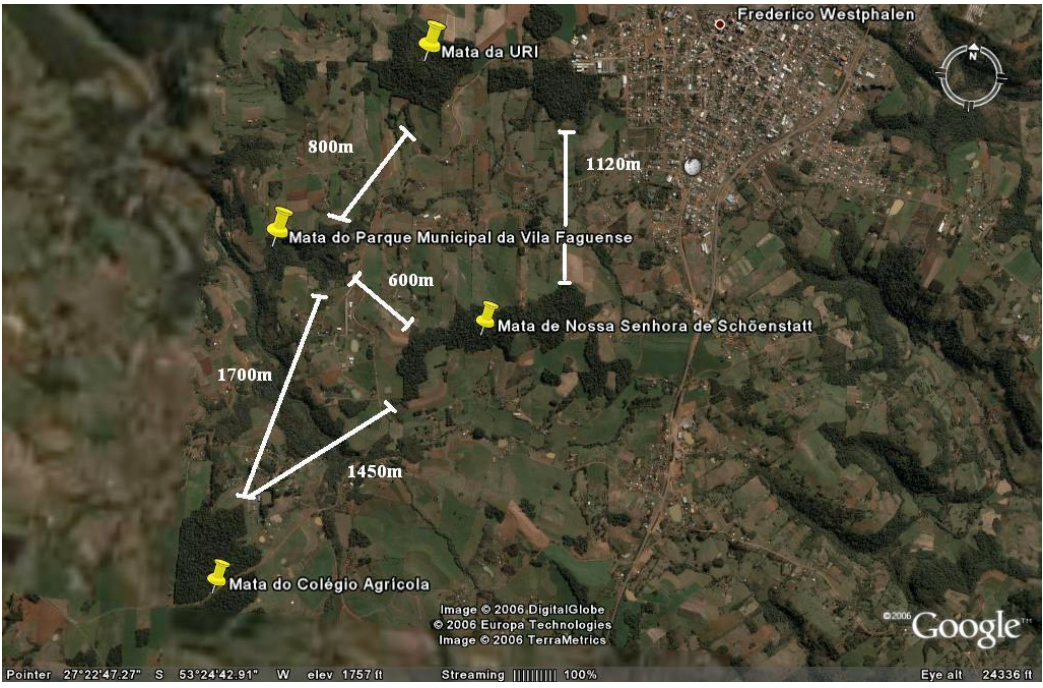 Frederico Westphalen
Mata da URI
N
800m
1120m
Mata do Parque Municipal da Vila Faguense
600m
Mata de Nossa Senhora de Schöenstatt
1700m
1450m
Mata do Colégio Agrícola
Image © 2006 DigitalGlobe
© 2006 Europa Technologies
Image © 2006 TerraMetrics
©2006 Google™
Pointer 27°22'47.27" S 53°24'42.91" W elev 1757 ft Streaming |||||||||| 100% Eye alt 24336 ft